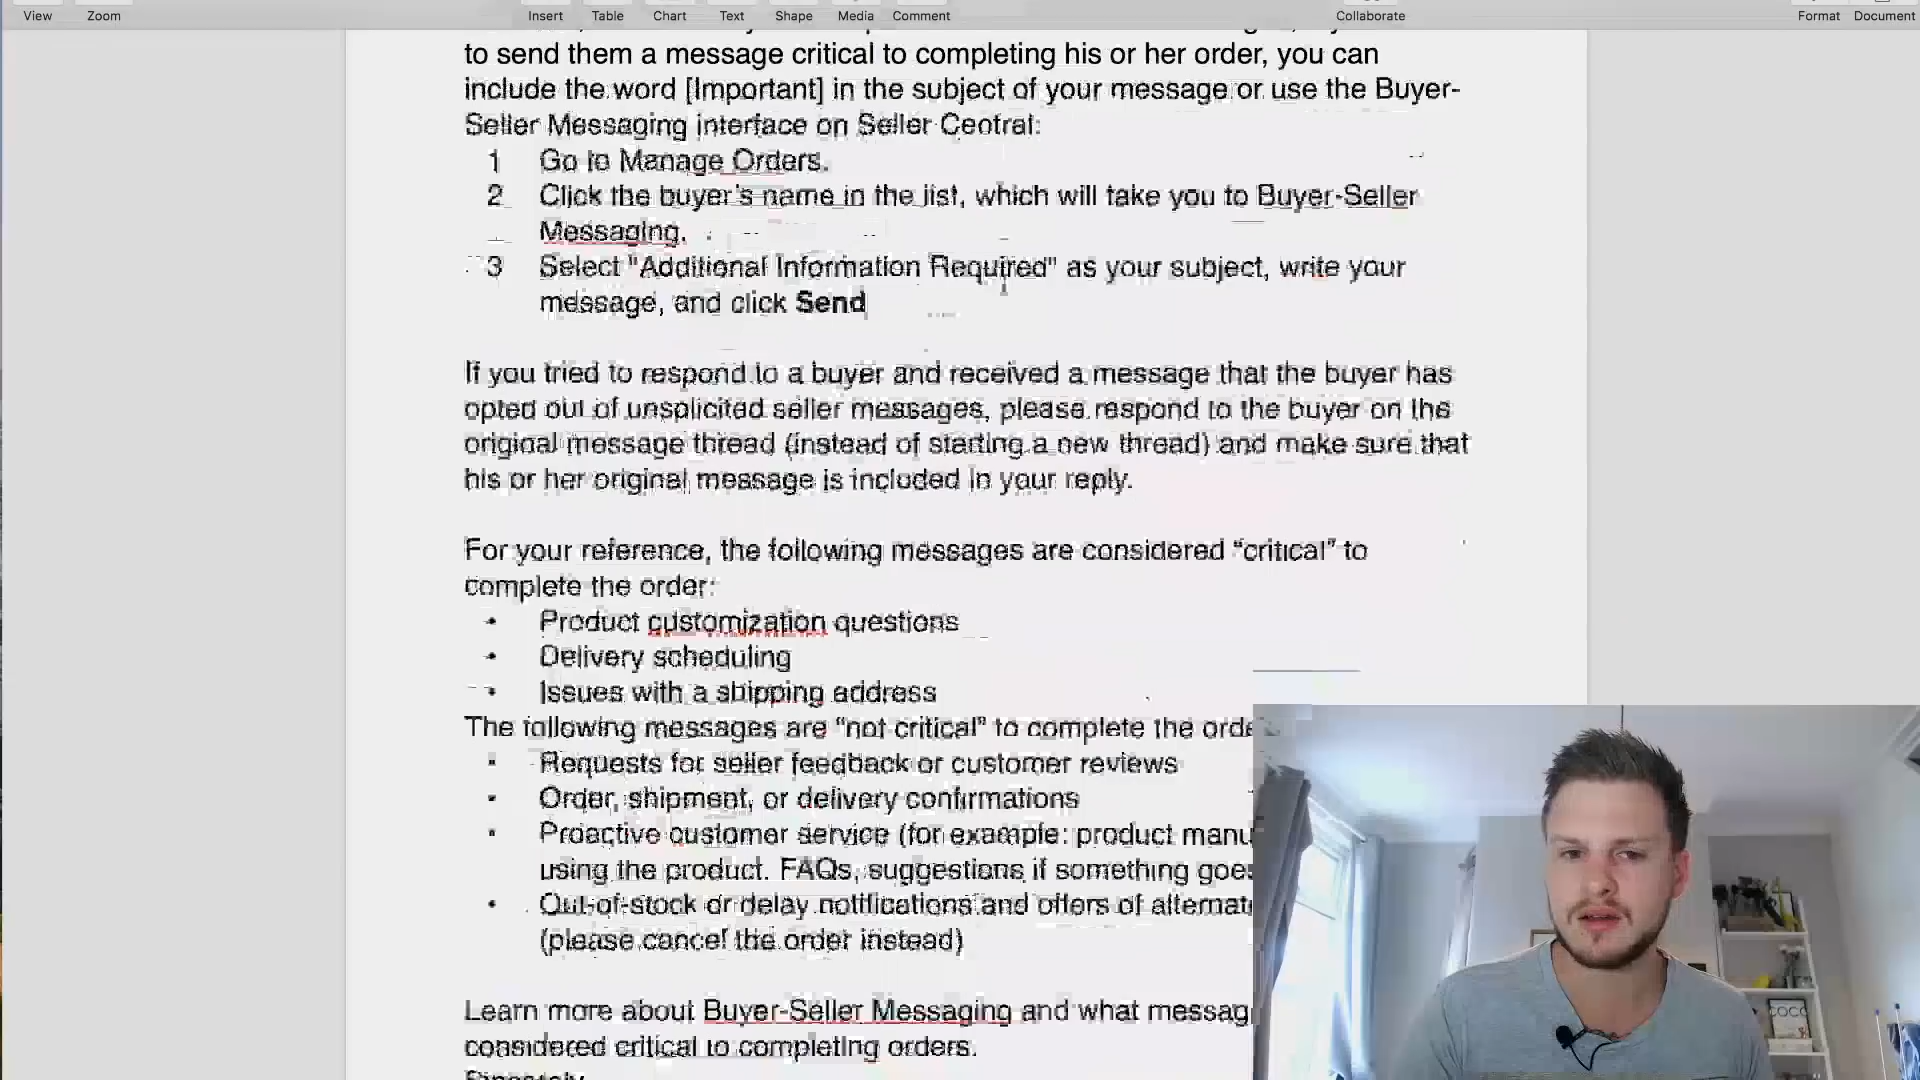 View Zoom Insert Table Chart Text Shape Media Comment Collaborate Format Document
to send them a message critical to completing his or her order, you can
include the word [Important] in the subject of your message or use the Buyer-
Seller Messaging interface on Seller Central:
1 Go to Manage Orders.
2 Click the buyer's name in the list, which will take you to Buyer-Seller
Messaging.
3 Select "Additional Information Required" as your subject, write your
message, and click Send
If you tried to respond to a buyer and received a message that the buyer has
opted out of unsolicited seller messages, please respond to the buyer on the
original message thread (instead of starting a new thread) and make sure that
his or her original message is included in your reply.
For your reference, the following messages are considered “critical” to
complete the order:
• Product customization questions
• Delivery scheduling
• Issues with a shipping address
The following messages are “not critical” to complete the orde
• Requests for seller feedback or customer reviews
• Order, shipment, or delivery confirmations
• Proactive customer service (for example: product manu
using the product. FAQs, suggestions if something goes
• Out-of-stock or delay notifications and offers of alternat
(please cancel the order instead)
Learn more about Buyer-Seller Messaging and what messag
considered critical to completing orders.
COCO